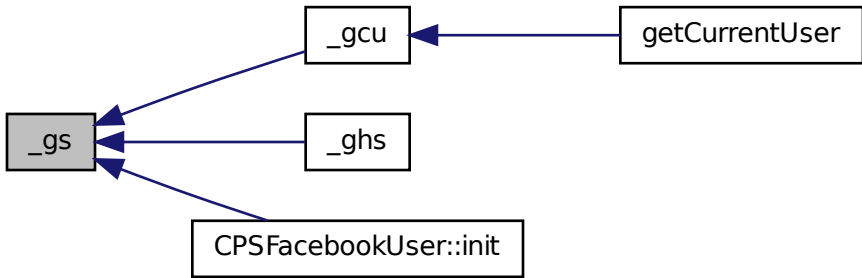 _gcu
getCurrentUser
_gs
_ghs
CPSFacebookUser::init